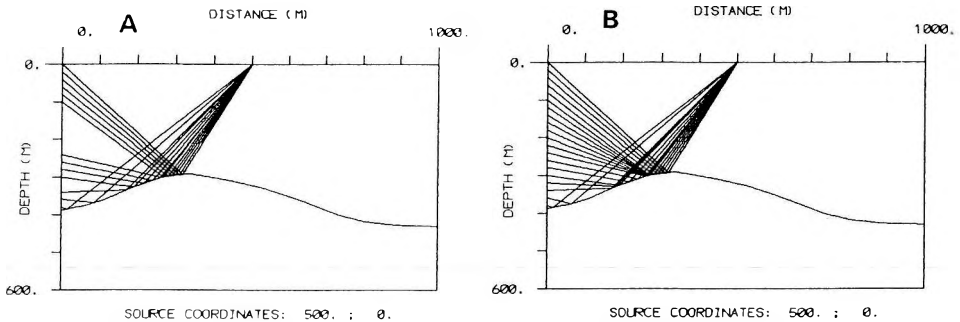 DISTANCE (M)
A
0.
1000.
0.
DEPTH (M)
600.
SOURCE COORDINATES: 500. ; 0.
DISTANCE (M)
B
0.
1000.
0.
DEPTH (M)
600.
SOURCE COORDINATES: 500. ; 0.